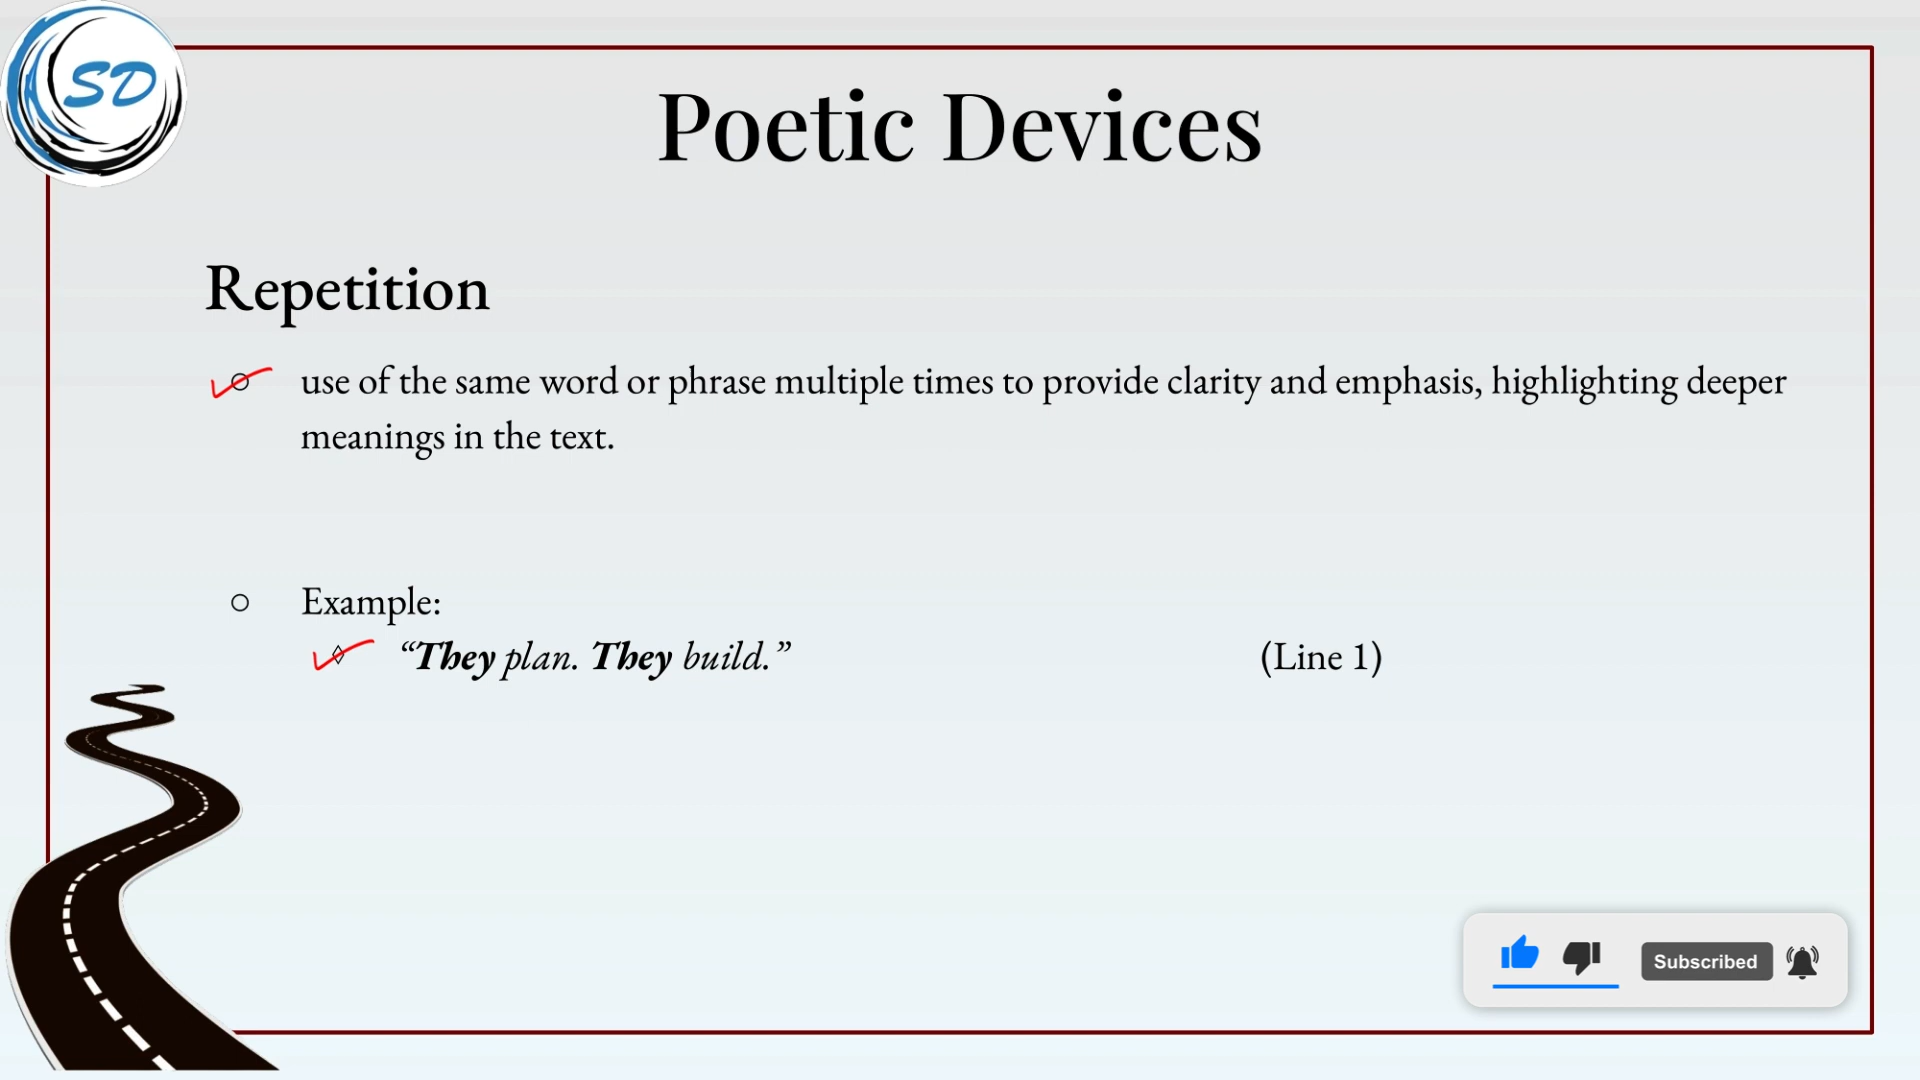 SD
Poetic Devices
Repetition
○ use of the same word or phrase multiple times to provide clarity and emphasis, highlighting deeper
meanings in the text.
○ Example:
◊ “They plan. They build.” (Line 1)
Subscribed